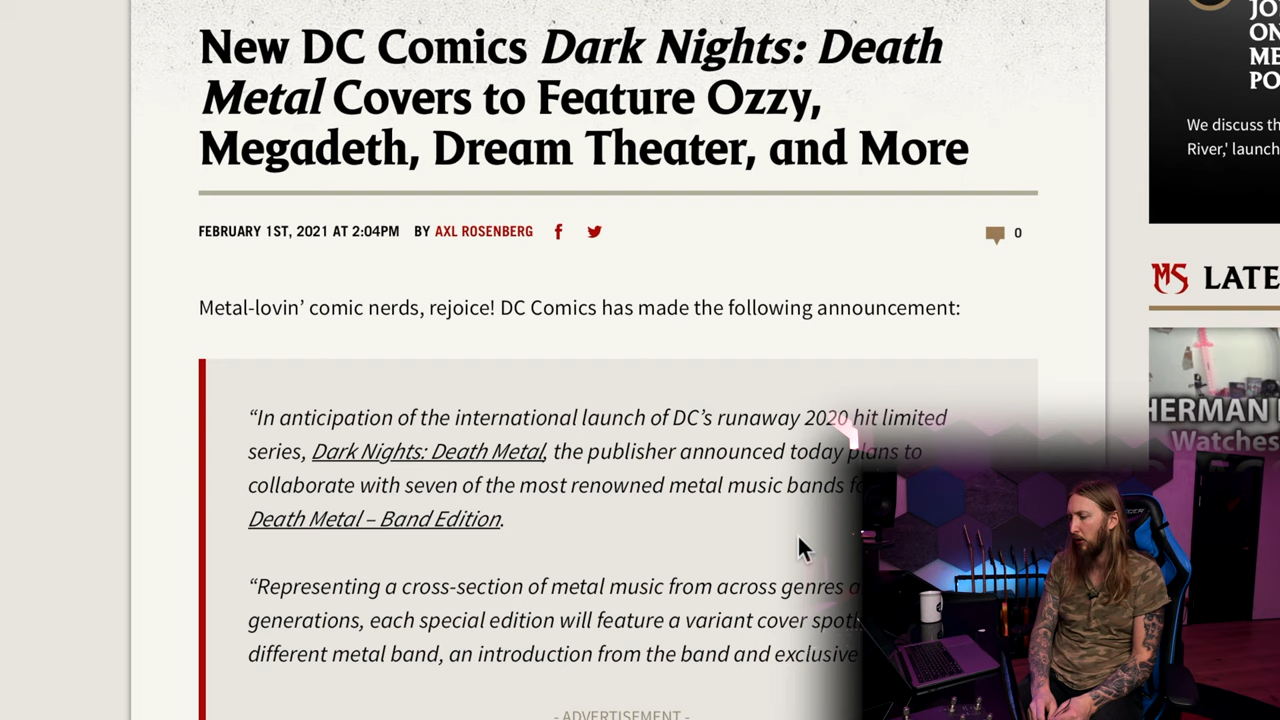 New DC Comics Dark Nights: Death
Metal Covers to Feature Ozzy,
Megadeth, Dream Theater, and More
FEBRUARY 1ST, 2021 AT 2:04PM BY AXL ROSENBERG
0
Metal-lovin’ comic nerds, rejoice! DC Comics has made the following announcement:
“In anticipation of the international launch of DC’s runaway 2020 hit limited
series, Dark Nights: Death Metal, the publisher announced today plans to
collaborate with seven of the most renowned metal music bands
Death Metal – Band Edition.
“Representing a cross-section of metal music from across genres
generations, each special edition will feature a variant cover
different metal band, an introduction from the band and exclusive
- ADVERTISEMENT -
We discuss
River,' launch
MS LATE
HERMAN
Watches